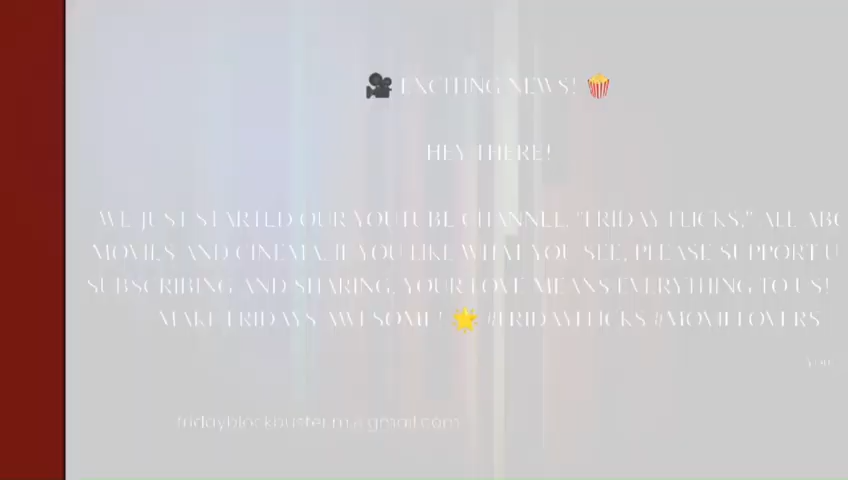 🎥 EXCITING NEWS! 🍿
HEY THERE!
WE JUST STARTED OUR YOUTUBE CHANNEL, "FRIDAY FLICKS," ALL
MOVIES AND CINEMA. IF YOU LIKE WHAT YOU SEE, PLEASE SUPPORT
SUBSCRIBING AND SHARING, YOUR LOVE MEANS EVERYTHING TO US!
MAKE FRIDAYS AWESOME! 🌟 #FRIDAYFLICKS #MOVIELOVERS
fridayblockbuster.m@gmail.com